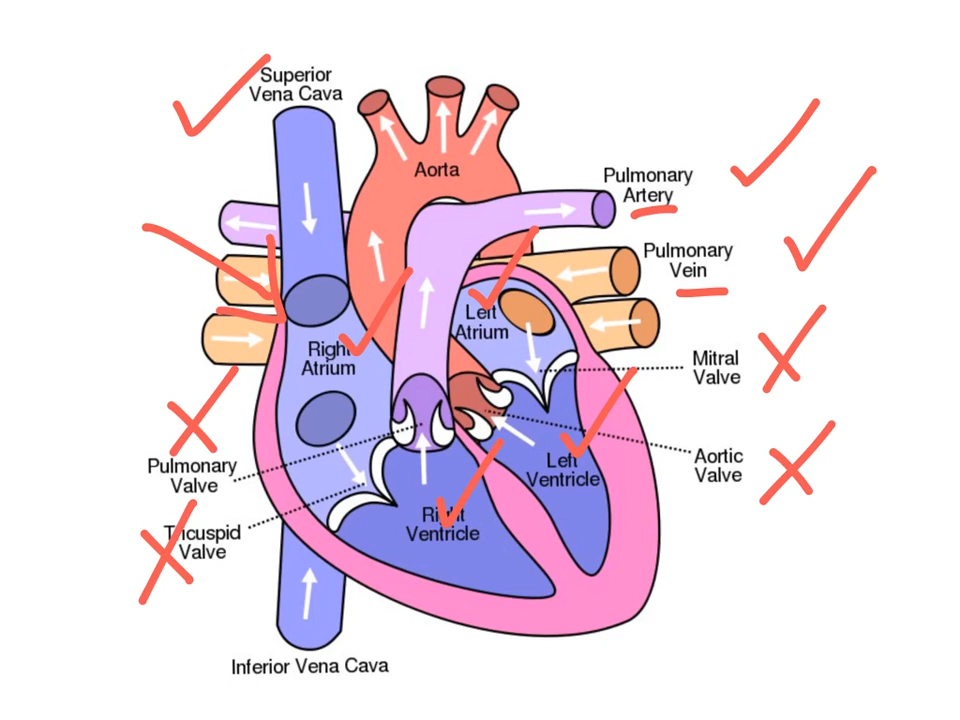 Superior
Vena Cava
Aorta
Pulmonary
Artery
Pulmonary
Vein
Left
Atrium
Right
Atrium
Mitral
Valve
Aortic
Valve
Left
Ventricle
Pulmonary
Valve
Right
Ventricle
Tricuspid
Valve
Inferior Vena Cava